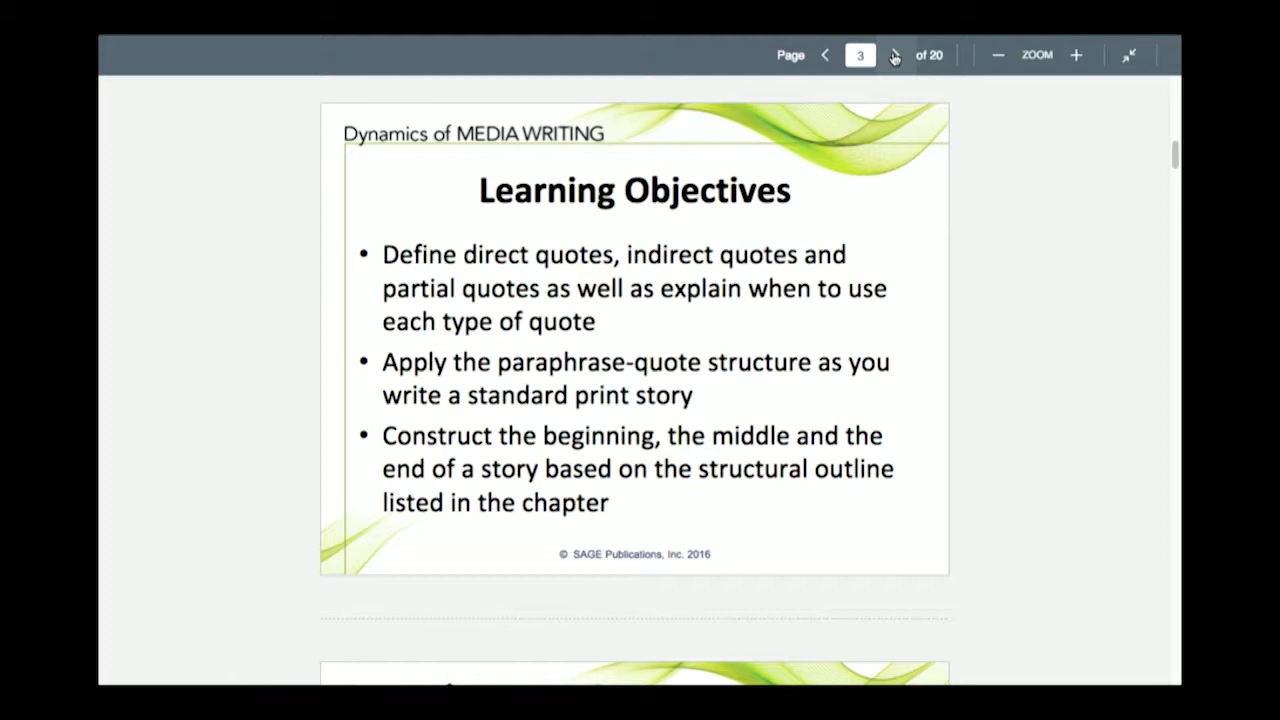 Page 3 of 20 ZOOM
Dynamics of MEDIA WRITING
Learning Objectives
• Define direct quotes, indirect quotes and
partial quotes as well as explain when to use
each type of quote
• Apply the paraphrase-quote structure as you
write a standard print story
• Construct the beginning, the middle and the
end of a story based on the structural outline
listed in the chapter
© SAGE Publications, Inc. 2016